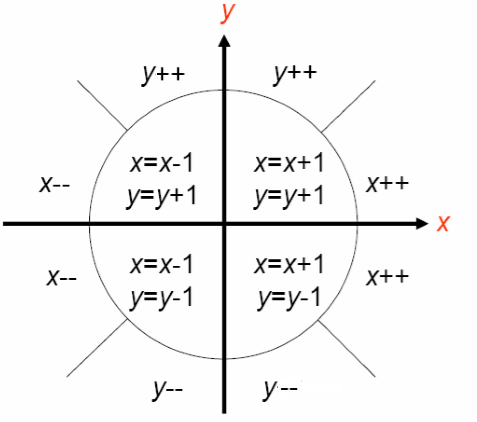 y
y++ y++
x=x-1 x=x+1
x-- y=y+1 y=y+1 x++
x
x-- x=x-1 x=x+1 x++
y=y-1 y=y-1
y-- y--